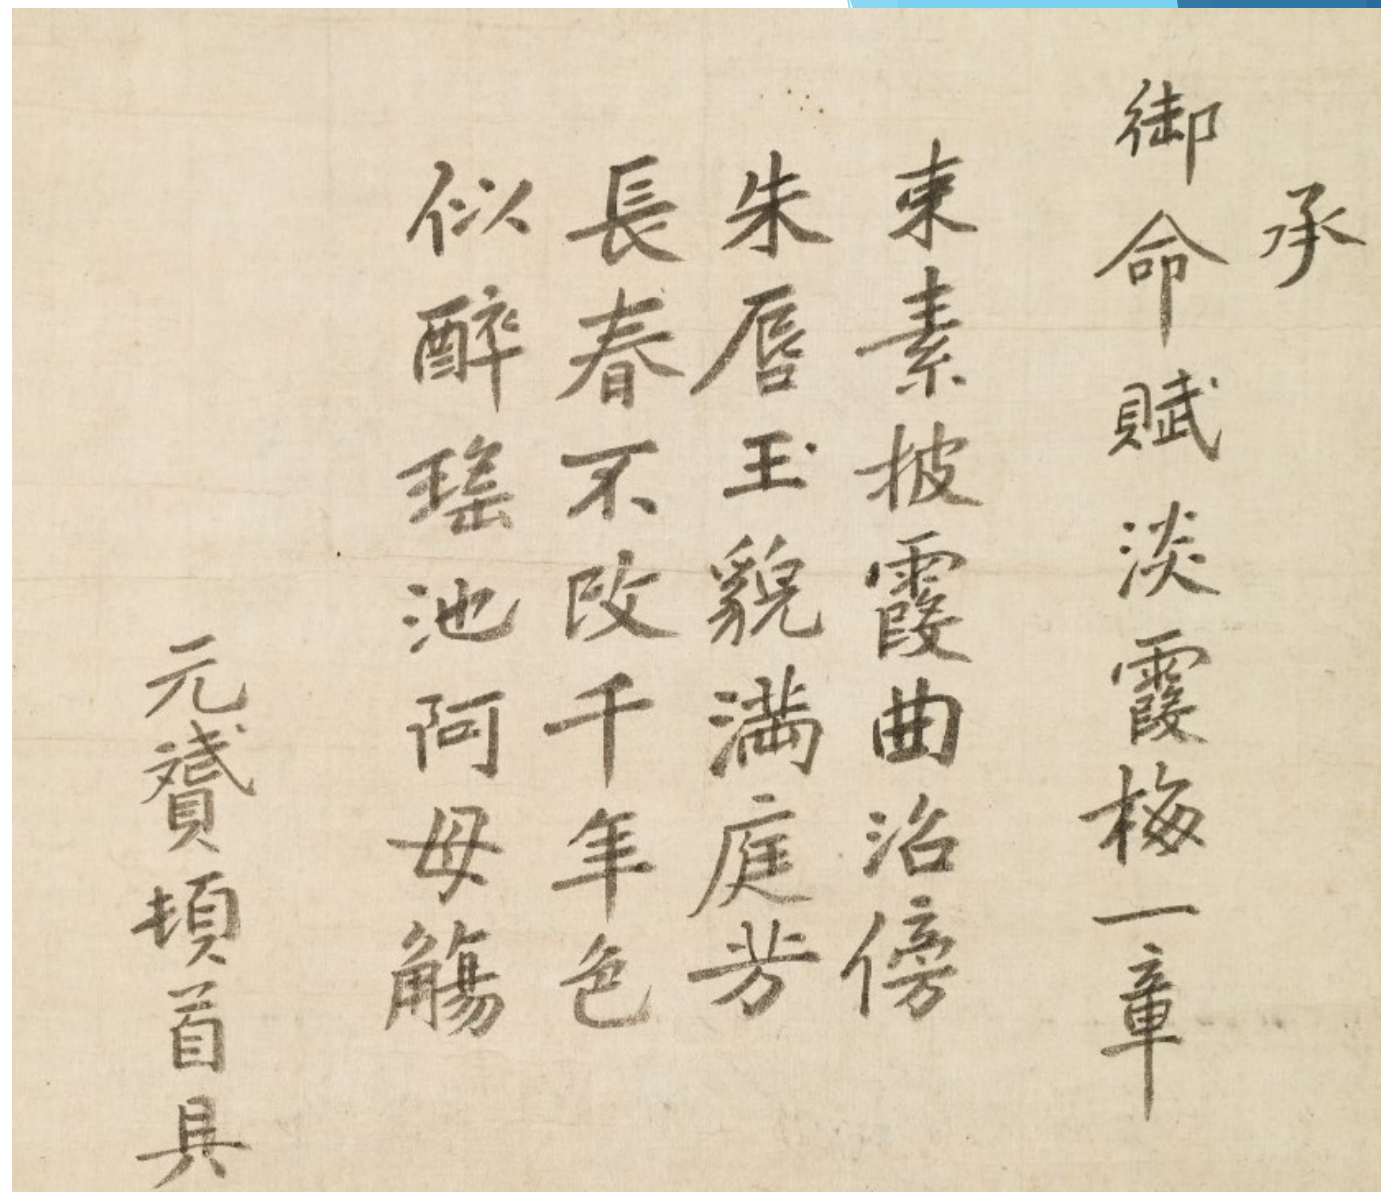 承
御命賦淡霞梅一章
束素披霞曲沼傍
朱唇玉貌満庭芳
長春不改千年色
似醉瑤池阿母觴
元贇頓首具